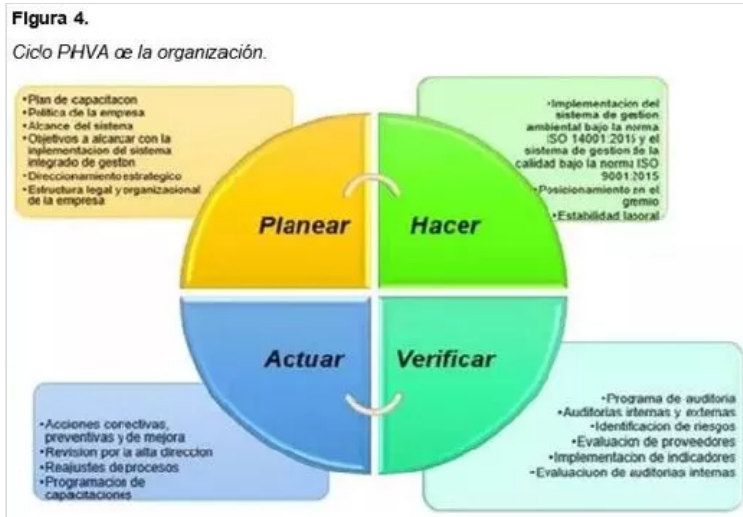 Figura 4.
Ciclo PHVA de la organización.
•Plan de capacitacon
•Politica de la empresa
•Alcance del sistema
•Objetivos a alcanzar con la
inplementacion del sistema
integrado de geston
•Direccionamiento estrategico
•Estructura legal y organizacional
de la empresa
•Implementacion del
sistema de gestion
ambiental bajo la norma
ISO 14001:2015 y el
sistema de gestion de la
calidad bajo la norma ISO
9001:2015
•Posicionamiento en el
gremio
•Estabilidad laboral
Planear
Hacer
Actuar
Verificar
•Acciones correctivas,
preventivas y de mejora
•Revision por la alta direccion
•Reajustes de procesos
•Programacion de
capacitaciones
•Programa de auditoria
•Auditorias internas y externas
•Identificacion de riesgos
•Evaluacion de proveedores
•Implementacion de indicadores
•Evaluaciuon de auditorias internas